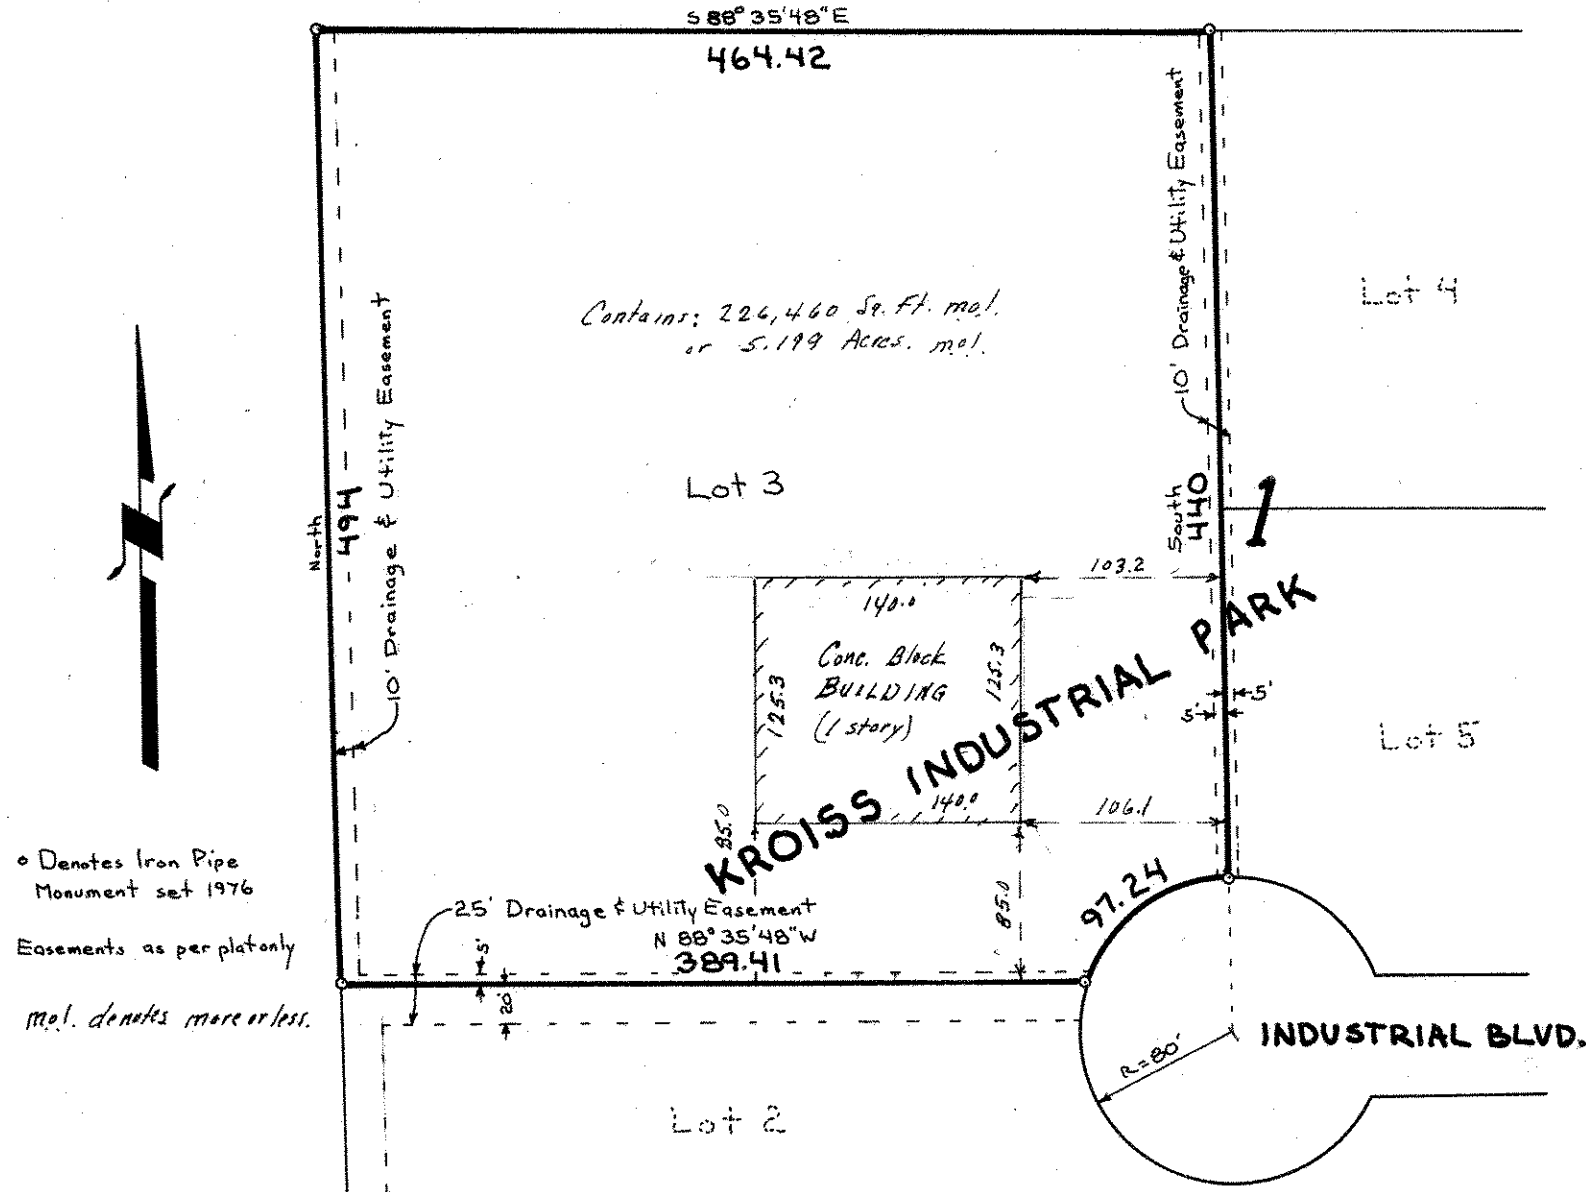 S 88° 35' 48" E
464.42
10' Drainage & Utility Easement
Lot 4
Contains: 226,460 Sq. Ft. mol.
or 5.199 Acres. mol.
10' Drainage & Utility Easement
North
494
Lot 3
South
440
1
103.2
140.0
Conc. Block
BUILDING
(1 story)
125.3
125.3
KROISS INDUSTRIAL PARK
5'
5'
Lot 5
140.0
106.1
85.0
85.0
97.24
o Denotes Iron Pipe
Monument set 1976
Easements as per plat only
mol. denotes more or less.
25' Drainage & Utility Easement
N 88° 35' 48" W
389.41
5'
20'
INDUSTRIAL BLVD.
R=80'
Lot 2